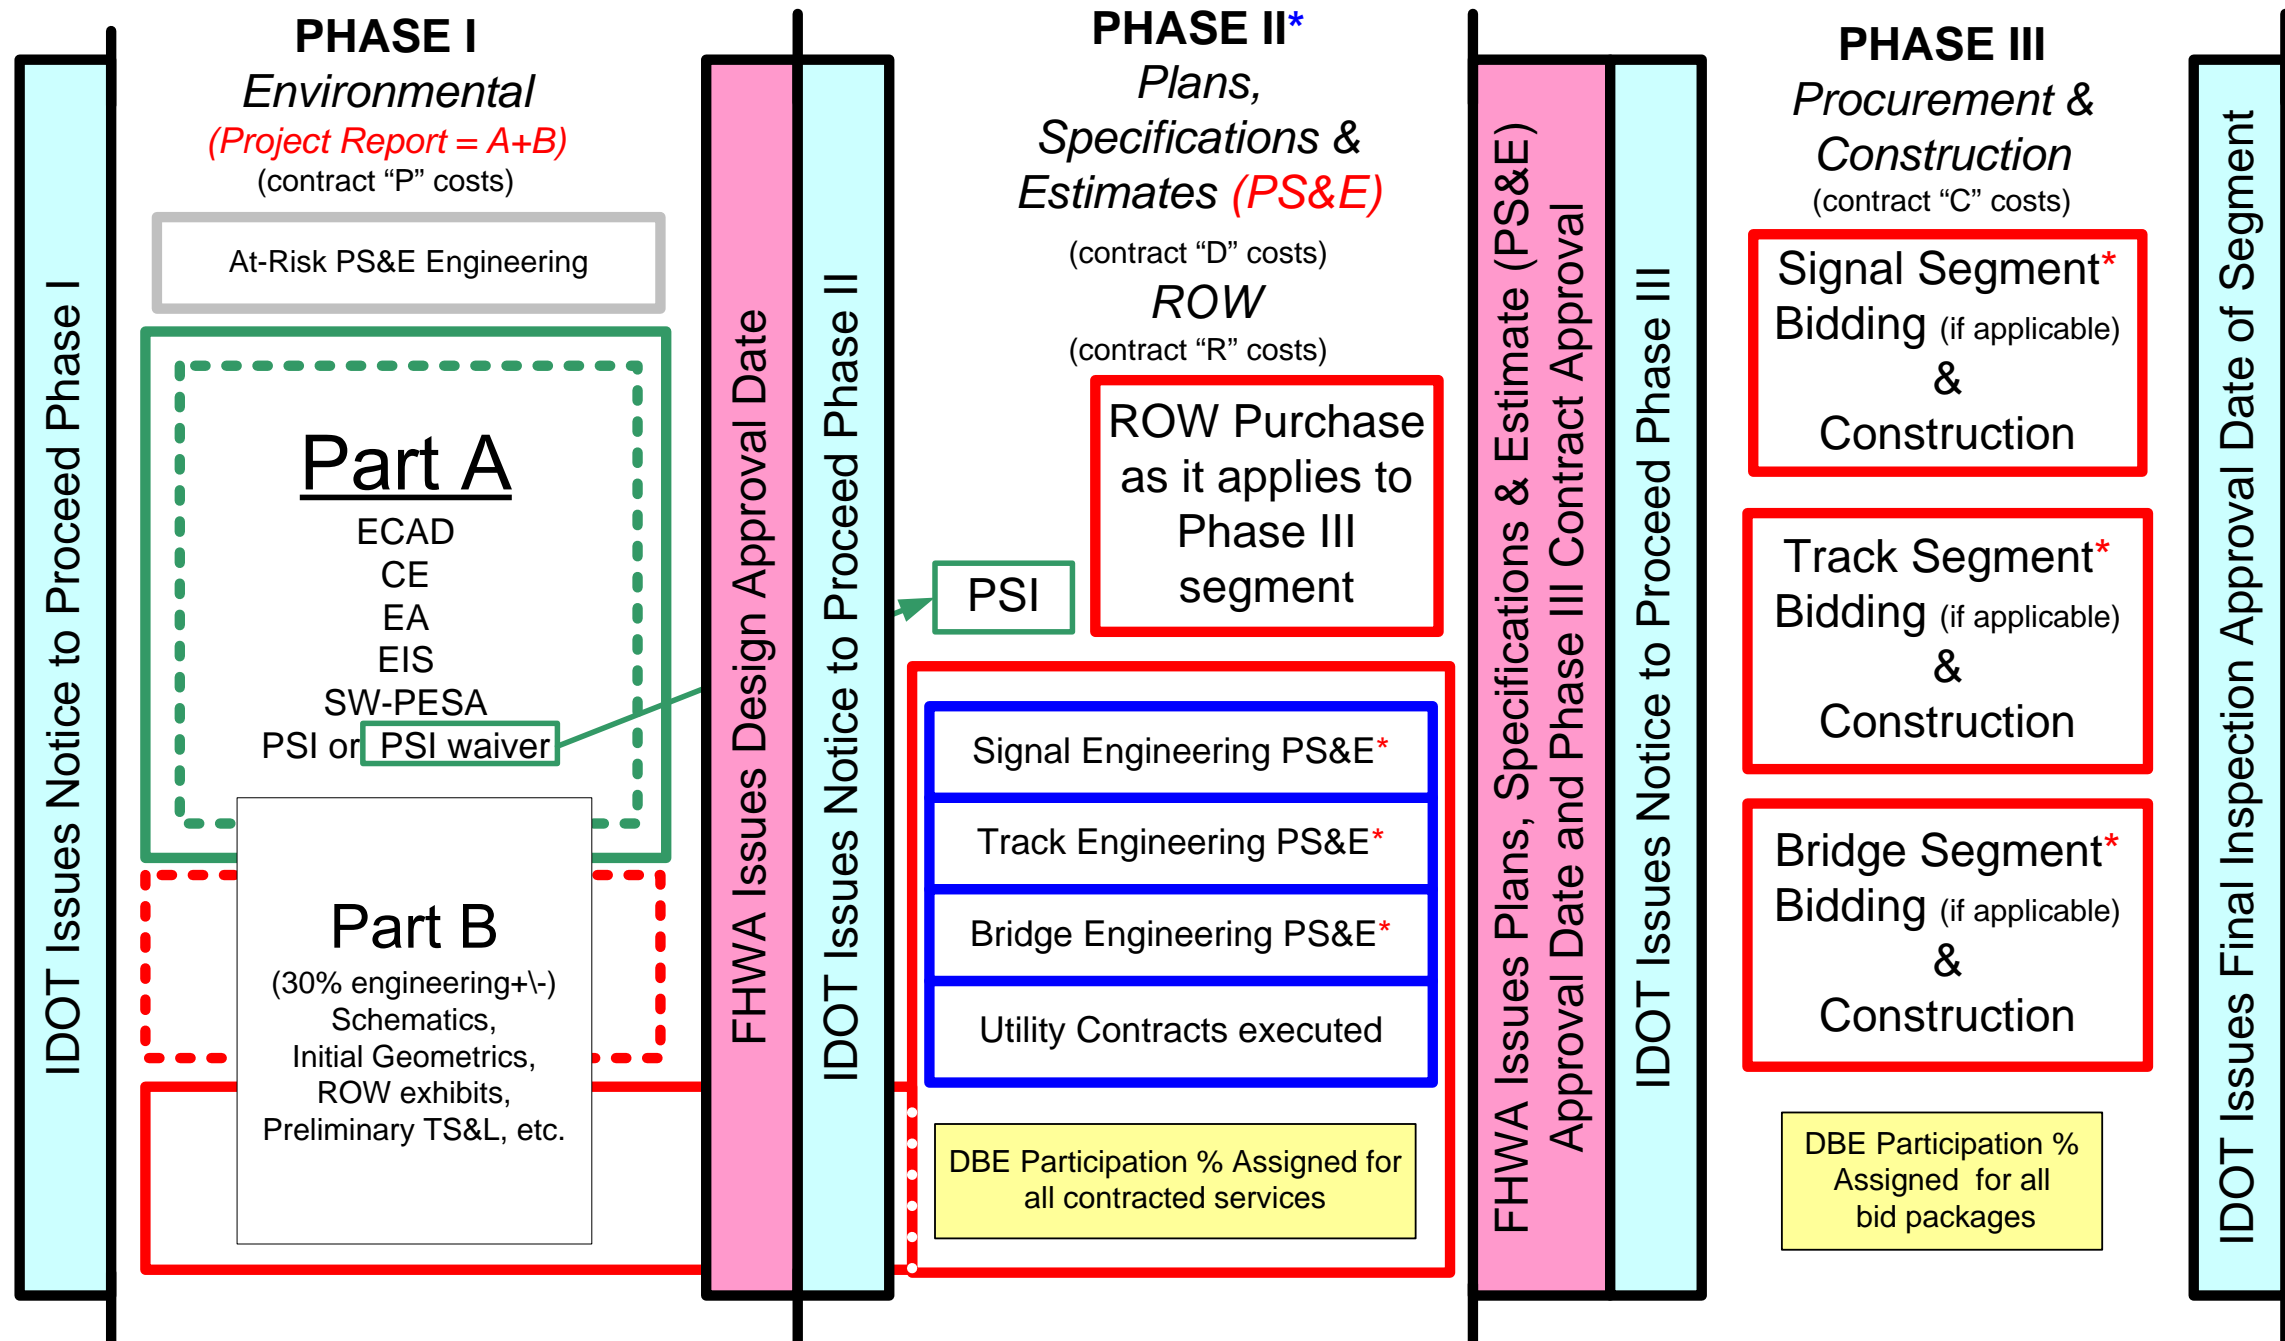 IDOT Issues Notice to Proceed Phase I
PHASE I
Environmental
(Project Report = A+B)
(contract “P” costs)
At-Risk PS&E Engineering
Part A
ECAD
CE
EA
EIS
SW-PESA
PSI or PSI waiver
Part B
(30% engineering+\-)
Schematics,
Initial Geometrics,
ROW exhibits,
Preliminary TS&L, etc.
FHWA Issues Design Approval Date
IDOT Issues Notice to Proceed Phase II
PHASE II*
Plans,
Specifications &
Estimates (PS&E)
(contract “D” costs)
ROW
(contract “R” costs)
ROW Purchase
as it applies to
Phase III
segment
PSI
Signal Engineering PS&E*
Track Engineering PS&E*
Bridge Engineering PS&E*
Utility Contracts executed
DBE Participation % Assigned for
all contracted services
FHWA Issues Plans, Specifications & Estimate (PS&E)
Approval Date and Phase III Contract Approval
IDOT Issues Notice to Proceed Phase III
PHASE III
Procurement &
Construction
(contract “C” costs)
Signal Segment*
Bidding (if applicable)
&
Construction
Track Segment*
Bidding (if applicable)
&
Construction
Bridge Segment*
Bidding (if applicable)
&
Construction
DBE Participation %
Assigned for all
bid packages
IDOT Issues Final Inspection Approval Date of Segment